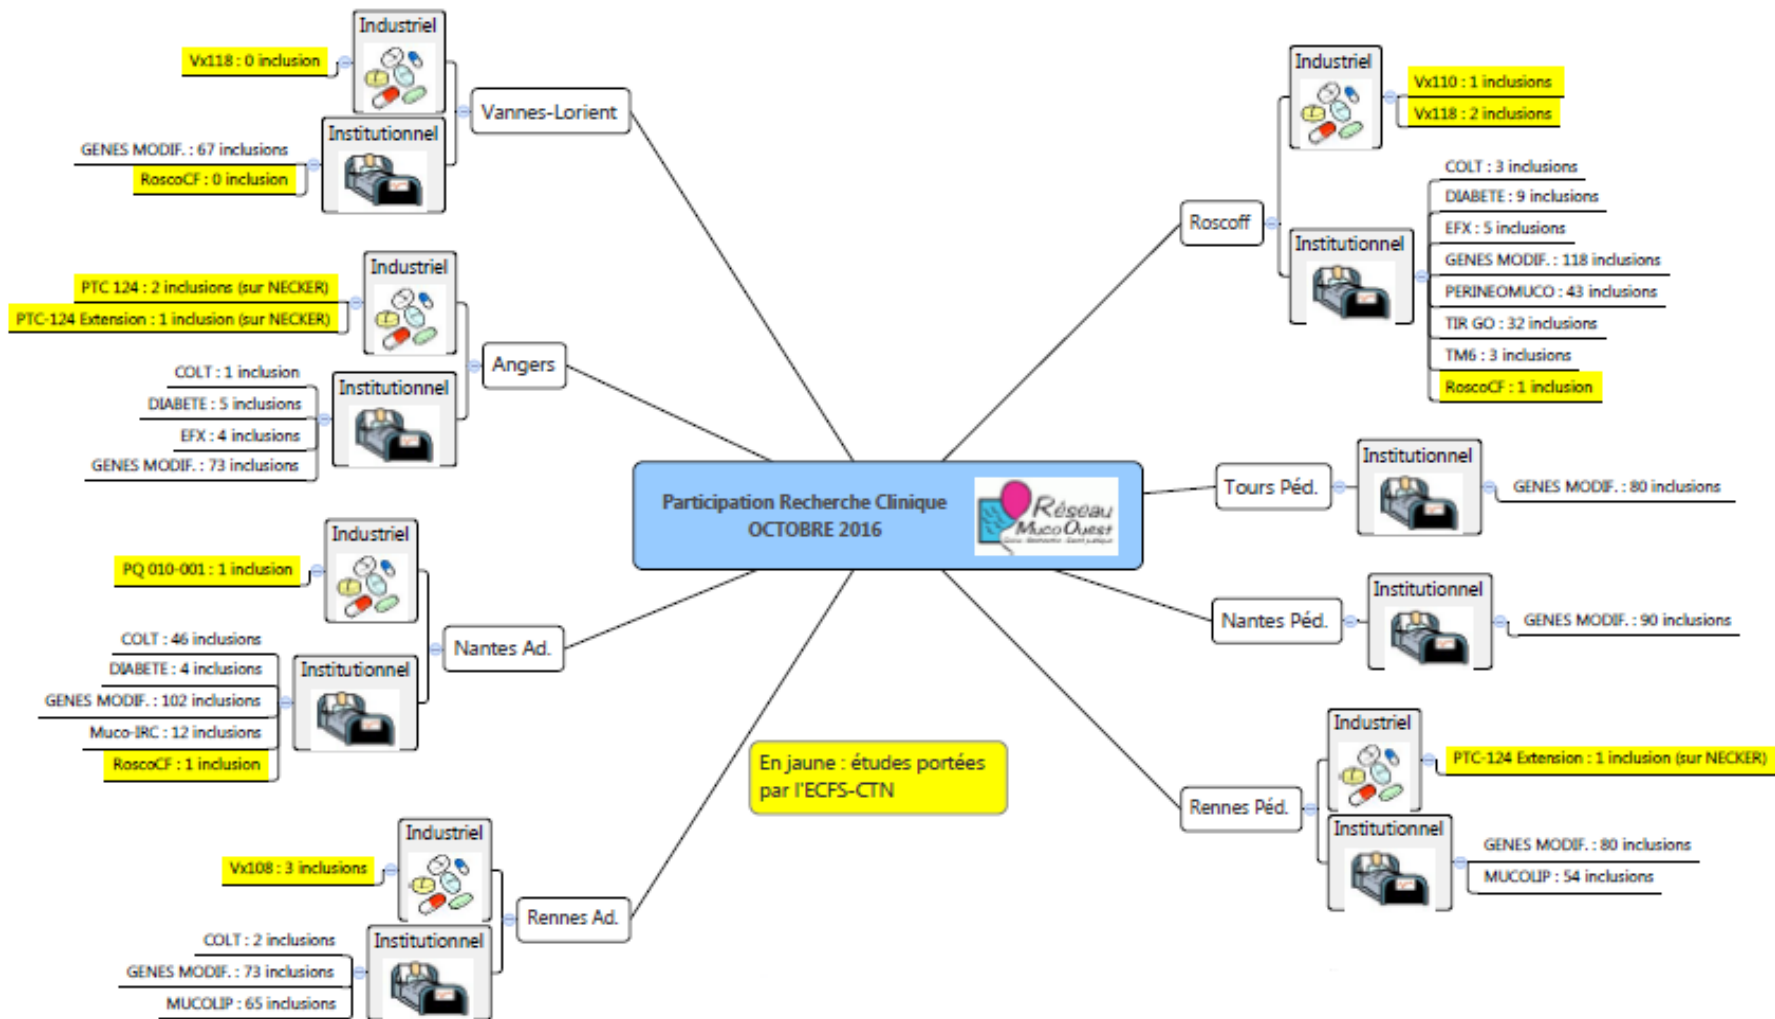 Industriel
Vx118 : 0 inclusion
Vannes-Lorient
Institutionnel
GENES MODIF. : 67 inclusions
RoscoCF : 0 inclusion
Industriel
PTC 124 : 2 inclusions (sur NECKER)
PTC-124 Extension : 1 inclusion (sur NECKER)
Angers
Institutionnel
COLT : 1 inclusion
DIABETE : 5 inclusions
EFX : 4 inclusions
GENES MODIF. : 73 inclusions
Industriel
PQ 010-001 : 1 inclusion
Nantes Ad.
Institutionnel
COLT : 46 inclusions
DIABETE : 4 inclusions
GENES MODIF. : 102 inclusions
Muco-IRC : 12 inclusions
RoscoCF : 1 inclusion
Industriel
Vx108 : 3 inclusions
Rennes Ad.
Institutionnel
COLT : 2 inclusions
GENES MODIF. : 73 inclusions
MUCOLIP : 65 inclusions
Participation Recherche Clinique
OCTOBRE 2016
Réseau
Muco Ouest
En jaune : études portées
par l'ECFS-CTN
Industriel
Vx110 : 1 inclusions
Vx118 : 2 inclusions
Roscoff
Institutionnel
COLT : 3 inclusions
DIABETE : 9 inclusions
EFX : 5 inclusions
GENES MODIF. : 118 inclusions
PERINEOMUCO : 43 inclusions
TIR GO : 32 inclusions
TM6 : 3 inclusions
RoscoCF : 1 inclusion
Tours Péd.
Institutionnel
GENES MODIF. : 80 inclusions
Nantes Péd.
Institutionnel
GENES MODIF. : 90 inclusions
Rennes Péd.
Industriel
PTC-124 Extension : 1 inclusion (sur NECKER)
Institutionnel
GENES MODIF. : 80 inclusions
MUCOLIP : 54 inclusions